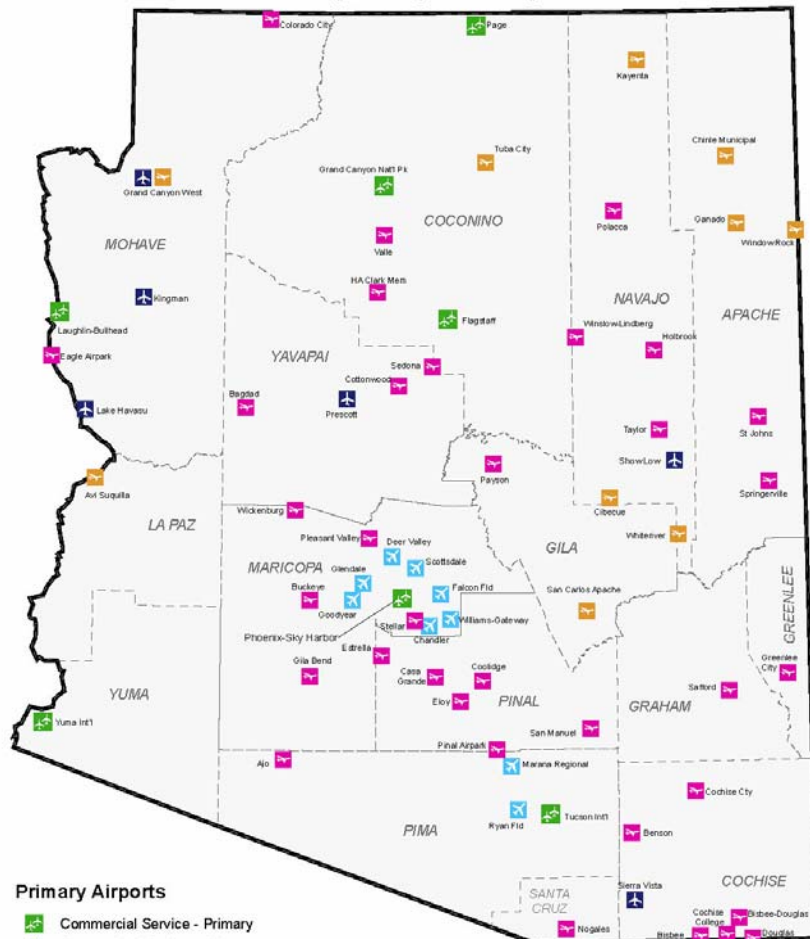 Colorado City
Page
Kayenta
Tuba City
Chinle Municipal
Grand Canyon Nat'l Pk
Grand Canyon West
COCONINO
Polacca
Ganado
Window Rock
MOHAVE
Valle
HA Clark Mem
Kingman
NAVAJO
APACHE
Laughlin-Bullhead
Flagstaff
Winslow-Lindberg
Holbrook
Eagle Airpark
YAVAPAI
Sedona
Cottonwood
Bagdad
Prescott
Lake Havasu
Taylor
St Johns
Show Low
Payson
Avi Suquilla
Springerville
Cibecue
Wickenburg
LA PAZ
Pleasant Valley
Deer Valley
Whiteriver
GILA
Scottsdale
MARICOPA
Glendale
Buckeye
Falcon Fld
San Carlos Apache
Goodyear
GREENLEE
Stellar
Williams-Gateway
Chandler
Phoenix-Sky Harbor
Estrella
Gila Bend
Casa
Grande
Coolidge
Greenlee
City
Safford
YUMA
Eloy
PINAL
GRAHAM
Yuma Int'l
San Manuel
Pinal Airpark
Ajo
Marana Regional
Cochise Cty
Ryan Fld
Tucson Int'l
PIMA
Benson
COCHISE
Primary Airports
SANTA
CRUZ
Sierra Vista
Commercial Service - Primary
Nogales
Cochise
College
Bisbee-Douglas
Bisbee
Douglas